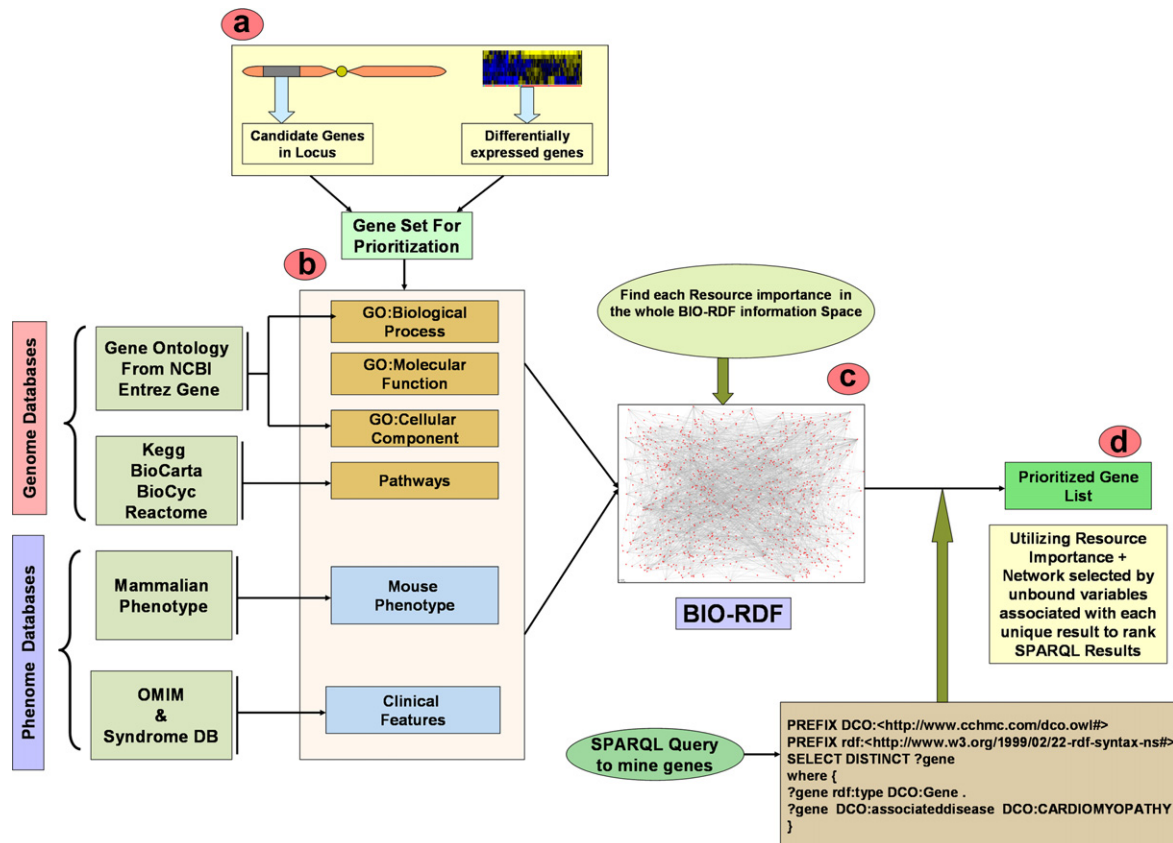 a
Candidate Genes
in Locus
Differentially
expressed genes
Gene Set For
Prioritization
b
Genome Databases
Gene Ontology
From NCBI
Entrez Gene
Kegg
BioCarta
BioCyc
Reactome
GO:Biological
Process
GO:Molecular
Function
GO:Cellular
Component
Pathways
Phenome Databases
Mammalian
Phenotype
OMIM
&
Syndrome DB
Mouse
Phenotype
Clinical
Features
Find each Resource importance in
the whole BIO-RDF information Space
c
BIO-RDF
d
Prioritized Gene
List
Utilizing Resource
Importance +
Network selected by
unbound variables
associated with each
unique result to rank
SPARQL Results
SPARQL Query
to mine genes
PREFIX DCO:<http://www.cchmc.com/dco.owl#>
PREFIX rdf:<http://www.w3.org/1999/02/22-rdf-syntax-ns#>
SELECT DISTINCT ?gene
where {
?gene rdf:type DCO:Gene .
?gene DCO:associateddisease DCO:CARDIOMYOPATHY
}